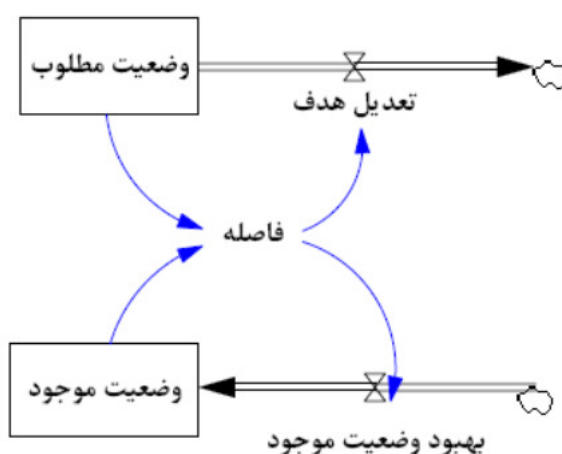 وضعیت مطلوب
تعدیل هدف
فاصله
وضعیت موجود
بهبود وضعیت موجود